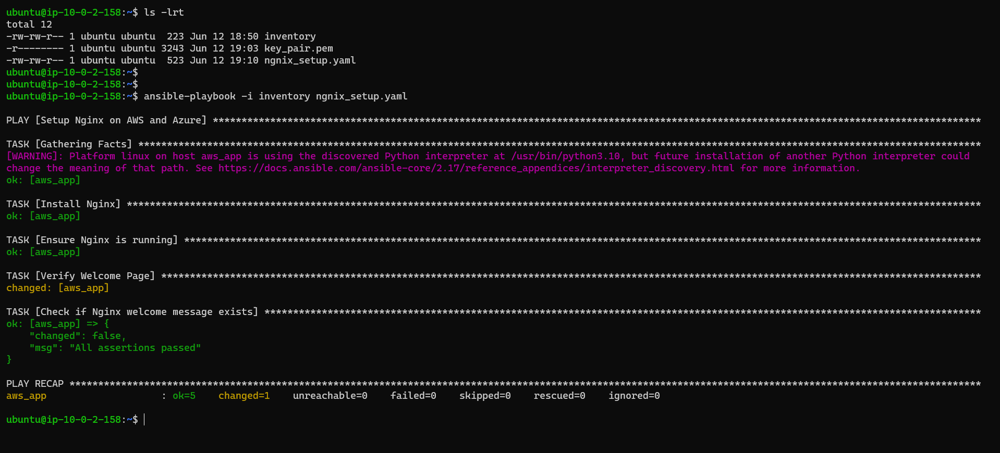 ubuntu@ip-10-0-2-158:~$ ls -lrt
total 12
-rw-rw-r-- 1 ubuntu ubuntu  223 Jun 12 18:50 inventory
-r-------- 1 ubuntu ubuntu 3243 Jun 12 19:03 key_pair.pem
-rw-rw-r-- 1 ubuntu ubuntu  523 Jun 12 19:10 ngnix_setup.yaml
ubuntu@ip-10-0-2-158:~$
ubuntu@ip-10-0-2-158:~$
ubuntu@ip-10-0-2-158:~$ ansible-playbook -i inventory ngnix_setup.yaml
PLAY [Setup Nginx on AWS and Azure] **************************************************************************************************************************************
TASK [Gathering Facts] ***************************************************************************************************************************************************
[WARNING]: Platform linux on host aws_app is using the discovered Python interpreter at /usr/bin/python3.10, but future installation of another Python interpreter could
change the meaning of that path. See https://docs.ansible.com/ansible-core/2.17/reference_appendices/interpreter_discovery.html for more information.
ok: [aws_app]
TASK [Install Nginx] *****************************************************************************************************************************************************
ok: [aws_app]
TASK [Ensure Nginx is running] *******************************************************************************************************************************************
ok: [aws_app]
TASK [Verify Welcome Page] ***********************************************************************************************************************************************
changed: [aws_app]
TASK [Check if Nginx welcome message exists] *****************************************************************************************************************************
ok: [aws_app] => {
    "changed": false,
    "msg": "All assertions passed"
}
PLAY RECAP ***************************************************************************************************************************************************************
aws_app                    : ok=5    changed=1    unreachable=0    failed=0    skipped=0    rescued=0    ignored=0
ubuntu@ip-10-0-2-158:~$